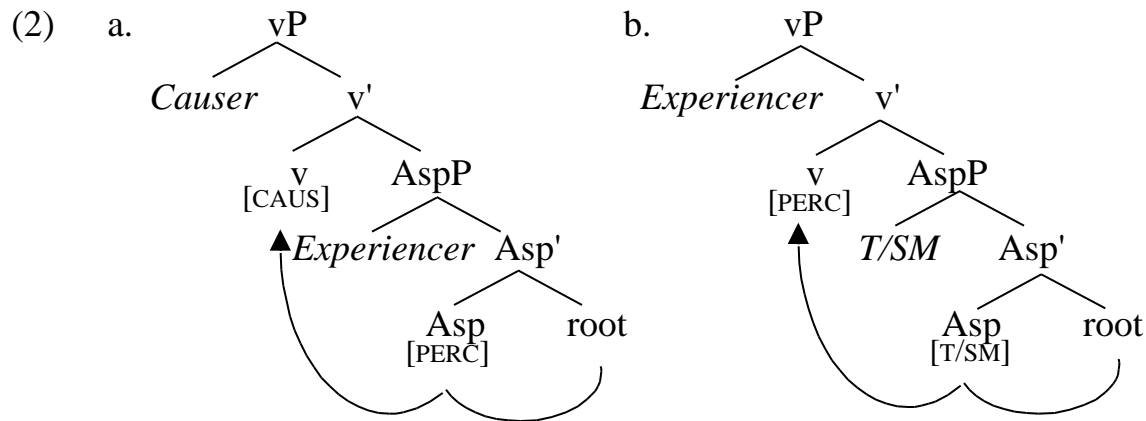 (2) a. vP b. vP
Causer v' Experiencer v'
v AspP v AspP
[CAUS] [PERC]
Experiencer Asp' T/SM Asp'
Asp root Asp root
[PERC] [T/SM]